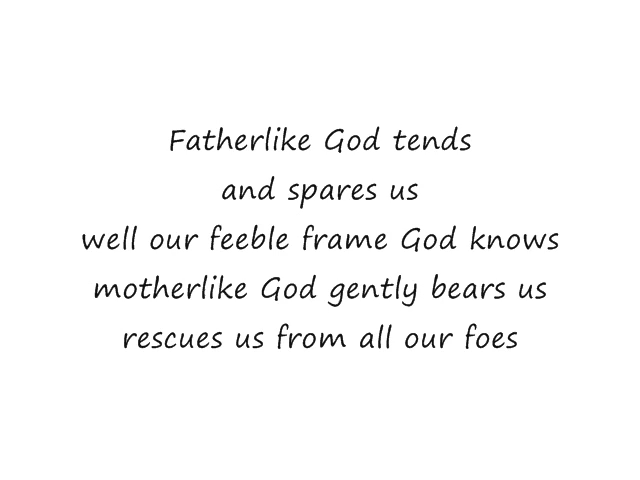 Fatherlike God tends
and spares us
well our feeble frame God knows
motherlike God gently bears us
rescues us from all our foes